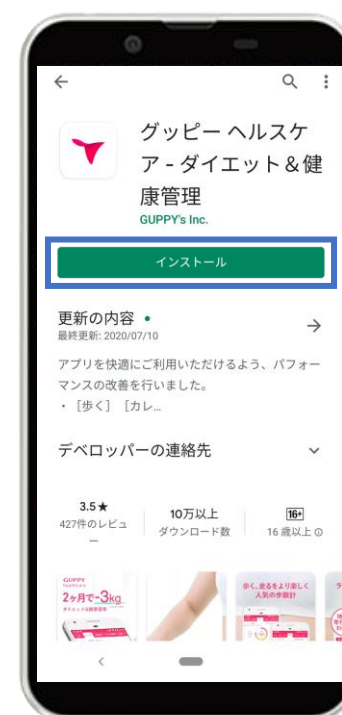 グッピー ヘルスケ
ア - ダイエット＆健
康管理
GUPPY's Inc.
インストール
更新の内容 •
最終更新: 2020/07/10
アプリを快適にご利用いただけるよう、パフォー
マンスの改善を行いました。
・［歩く］［カレ…
デベロッパーの連絡先
3.5★
427件のレビュ
ー
10万以上
ダウンロード数
16+
16 歳以上
GUPPY
2ヶ月で-3kg
歩く、走るをより楽しく
人気の歩数計